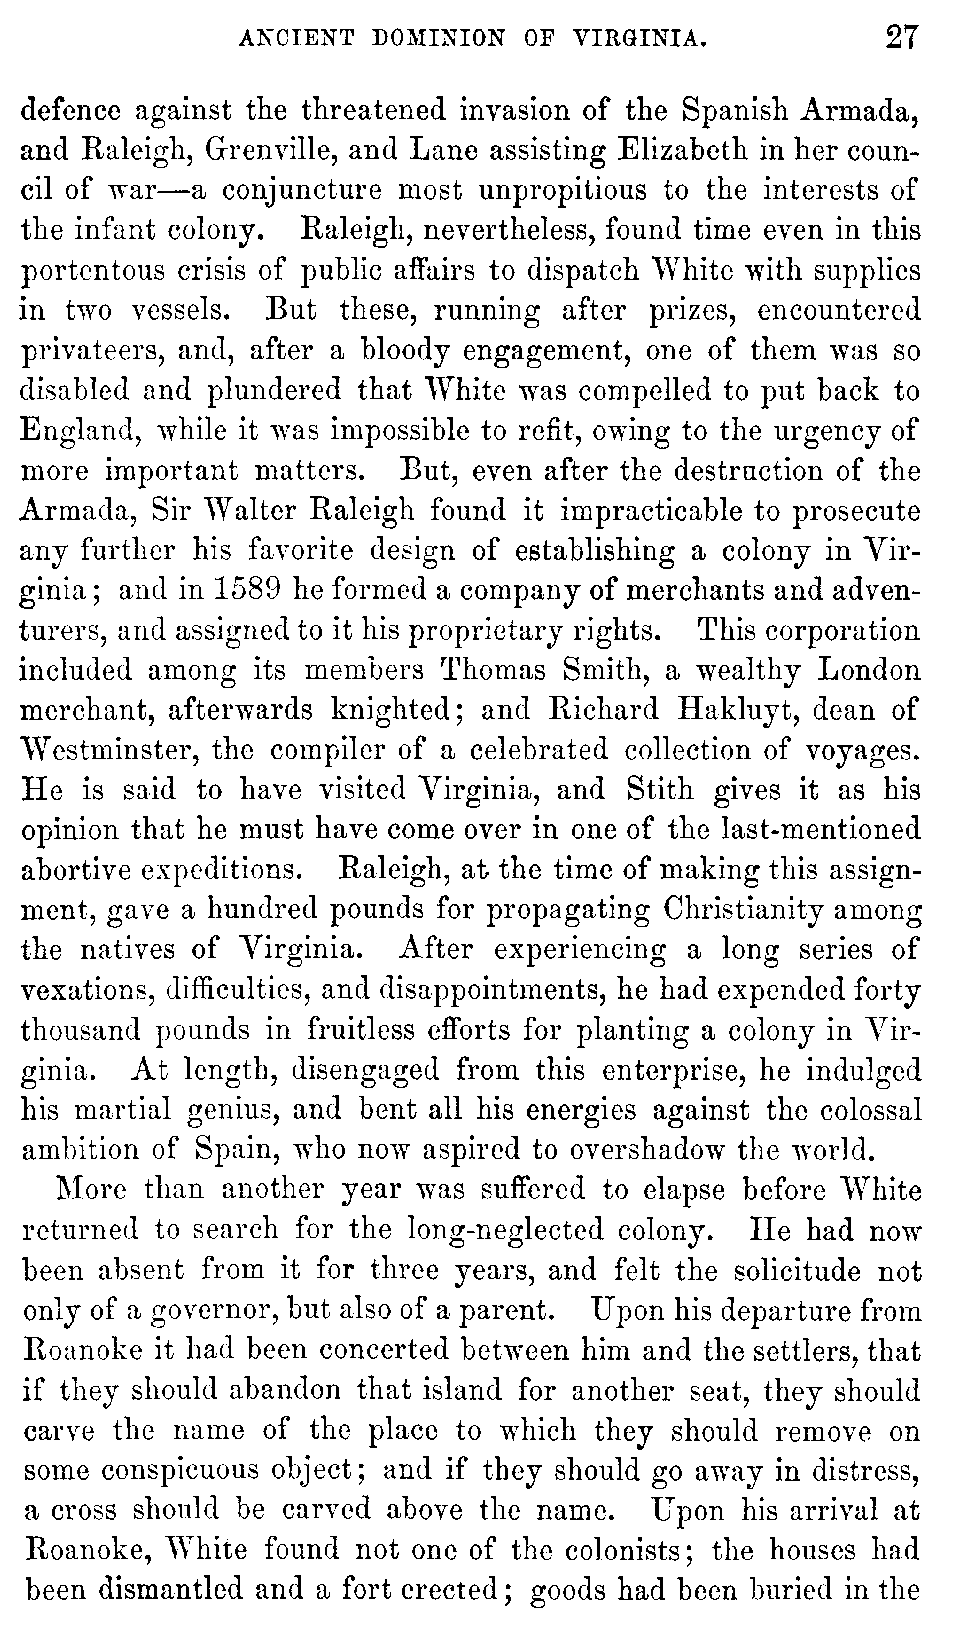 ANCIENT DOMINION OF VIRGINIA. 27
defence against the threatened invasion of the Spanish Armada,
and Raleigh, Grenville, and Lane assisting Elizabeth in her coun-
cil of war—a conjuncture most unpropitious to the interests of
the infant colony. Raleigh, nevertheless, found time even in this
portentous crisis of public affairs to dispatch White with supplies
in two vessels. But these, running after prizes, encountered
privateers, and, after a bloody engagement, one of them was so
disabled and plundered that White was compelled to put back to
England, while it was impossible to refit, owing to the urgency of
more important matters. But, even after the destruction of the
Armada, Sir Walter Raleigh found it impracticable to prosecute
any further his favorite design of establishing a colony in Vir-
ginia; and in 1589 he formed a company of merchants and adven-
turers, and assigned to it his proprietary rights. This corporation
included among its members Thomas Smith, a wealthy London
merchant, afterwards knighted; and Richard Hakluyt, dean of
Westminster, the compiler of a celebrated collection of voyages.
He is said to have visited Virginia, and Stith gives it as his
opinion that he must have come over in one of the last-mentioned
abortive expeditions. Raleigh, at the time of making this assign-
ment, gave a hundred pounds for propagating Christianity among
the natives of Virginia. After experiencing a long series of
vexations, difficulties, and disappointments, he had expended forty
thousand pounds in fruitless efforts for planting a colony in Vir-
ginia. At length, disengaged from this enterprise, he indulged
his martial genius, and bent all his energies against the colossal
ambition of Spain, who now aspired to overshadow the world.
More than another year was suffered to elapse before White
returned to search for the long-neglected colony. He had now
been absent from it for three years, and felt the solicitude not
only of a governor, but also of a parent. Upon his departure from
Roanoke it had been concerted between him and the settlers, that
if they should abandon that island for another seat, they should
carve the name of the place to which they should remove on
some conspicuous object; and if they should go away in distress,
a cross should be carved above the name. Upon his arrival at
Roanoke, White found not one of the colonists; the houses had
been dismantled and a fort erected; goods had been buried in the